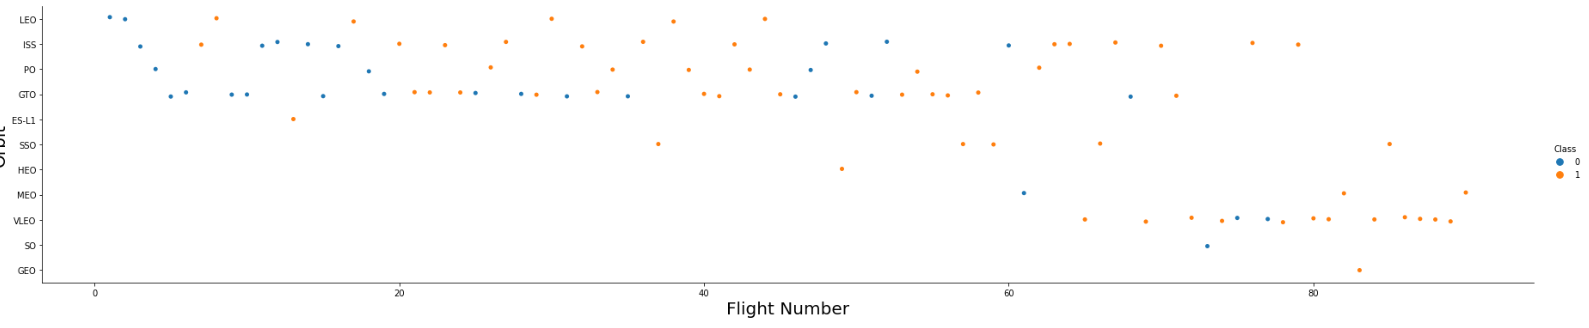 LEO
ISS
PO
GTO
ES-L1
SSO
HEO
MEO
VLEO
SO
GEO
Orbit
0 20 40 60 80
Flight Number
Class
0
1